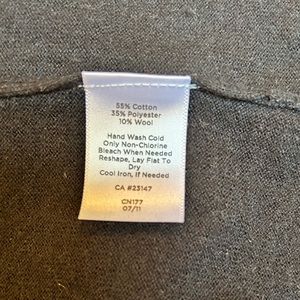 55% Cotton
35% Polyester
10% Wool
Hand Wash Cold
Only Non-Chlorine
Bleach When Needed
Reshape, Lay Flat To
Dry
Cool Iron, If Needed
CA #23147
CN177
07/11